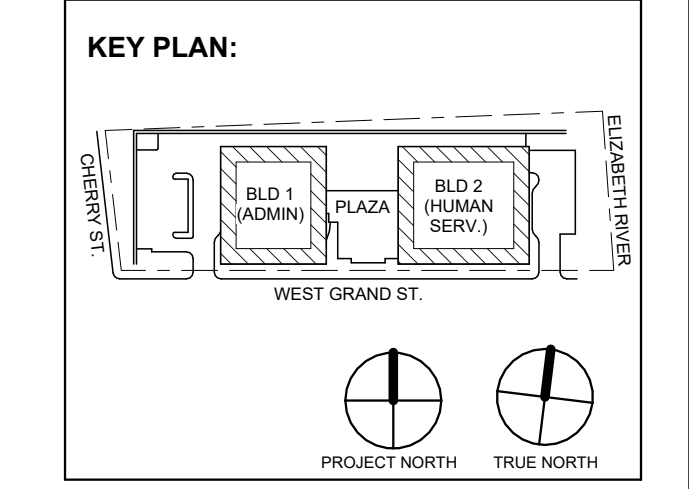 KEY PLAN:
CHERRY ST.
BLD 1
(ADMIN)
PLAZA
BLD 2
(HUMAN
SERV.)
ELIZABETH RIVER
WEST GRAND ST.
PROJECT NORTH
TRUE NORTH